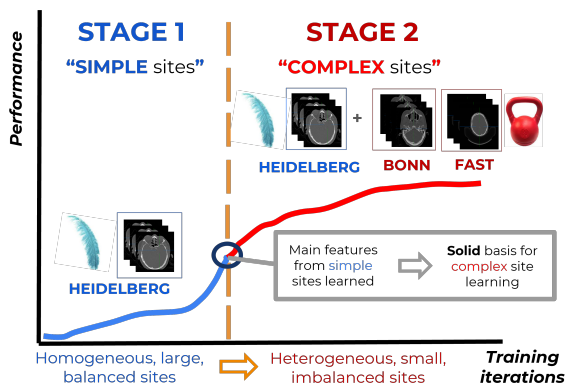 STAGE 1
STAGE 2
“SIMPLE sites”
“COMPLEX sites”
Performance
HEIDELBERG
+
BONN
FAST
HEIDELBERG
Main features
from simple
sites learned
Solid basis for
complex site
learning
Homogeneous, large,
balanced sites
Heterogeneous, small,
imbalanced sites
Training
iterations